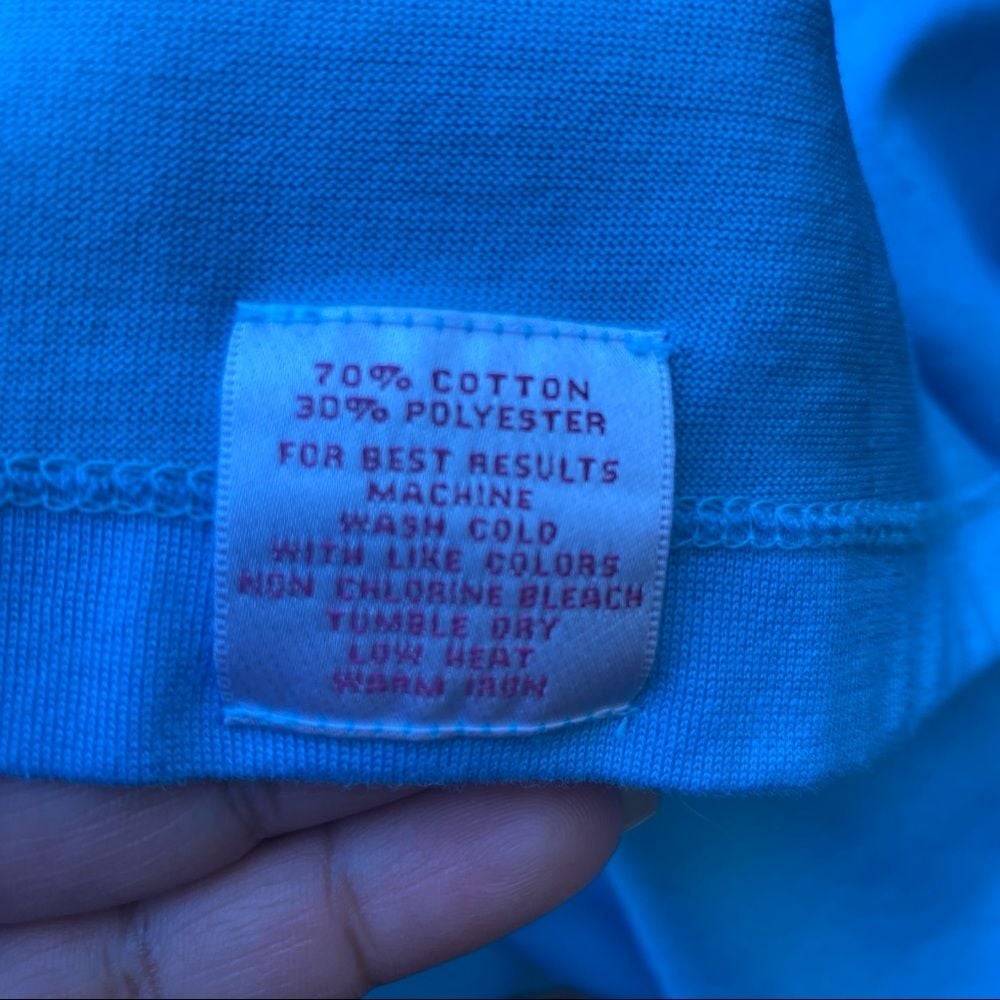 70% COTTON
30% POLYESTER
FOR BEST RESULTS
MACHINE
WASH COLD
WITH LIKE COLORS
NON CHLORINE BLEACH
TUMBLE DRY
LOW HEAT
WARM IRON